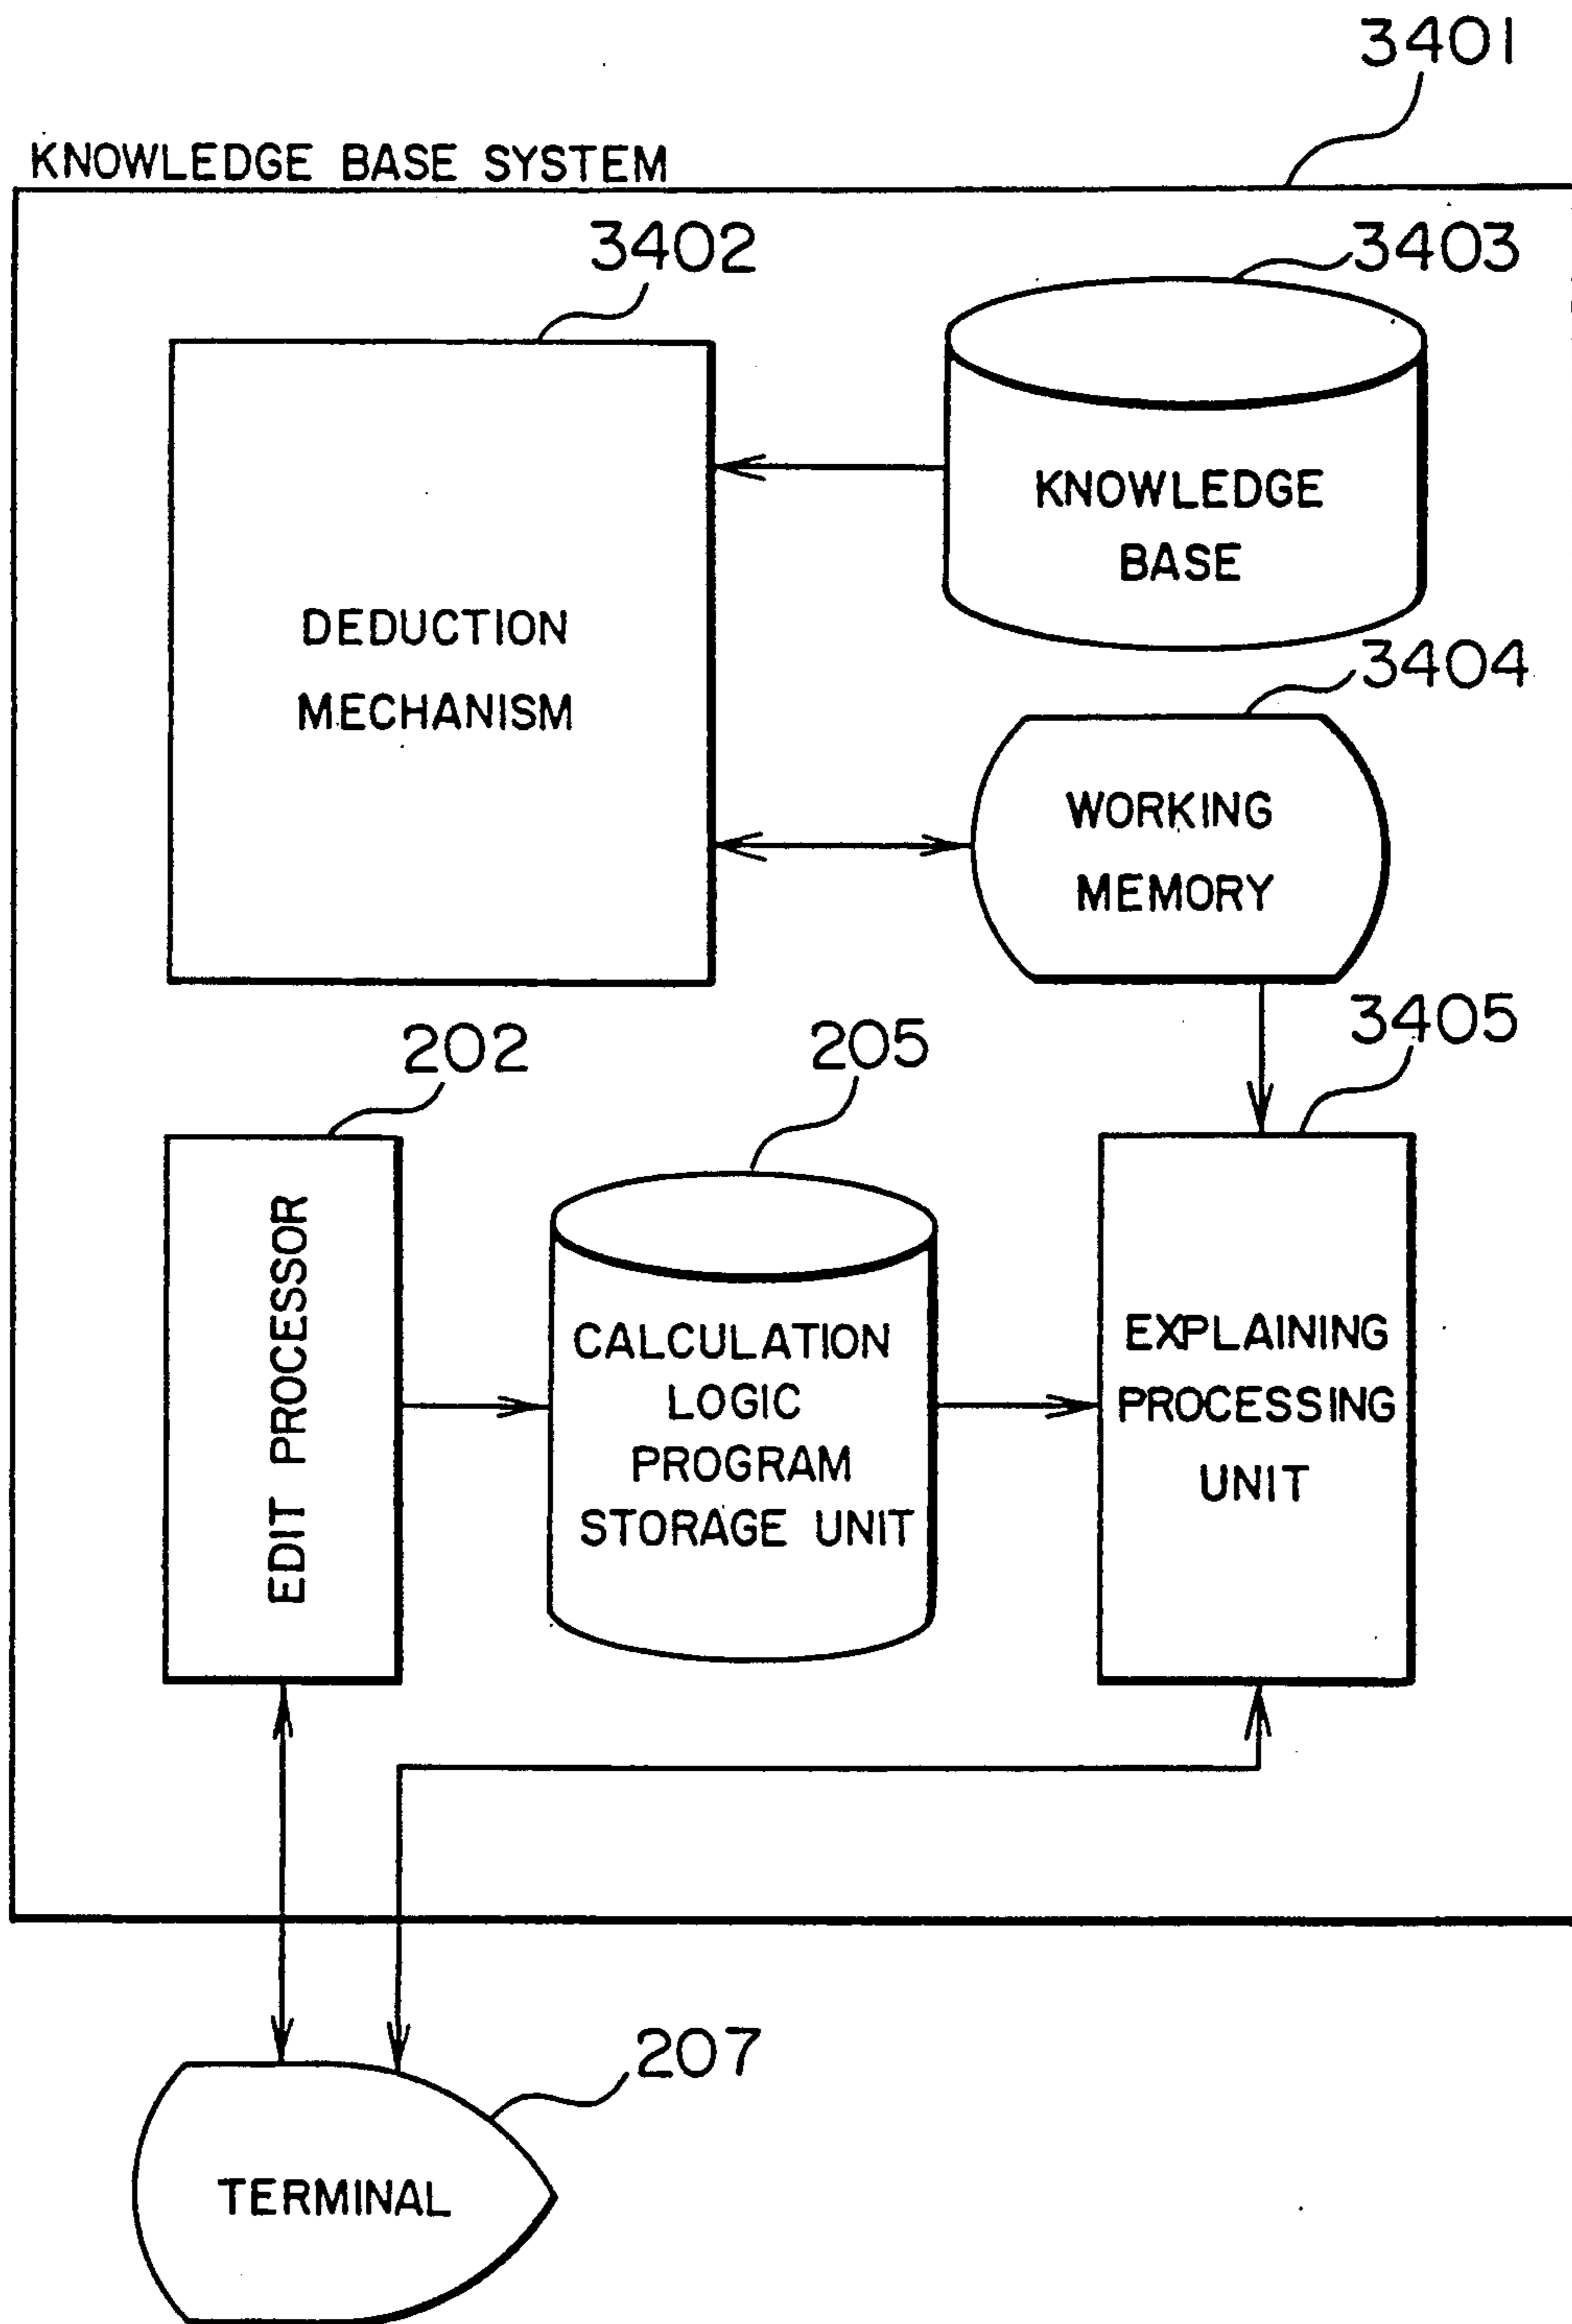 3401
KNOWLEDGE BASE SYSTEM
3402
3403
KNOWLEDGE
BASE
DEDUCTION
MECHANISM
3404
WORKING
MEMORY
3405
202
205
EDIT PROCESSOR
CALCULATION
LOGIC
PROGRAM
STORAGE UNIT
EXPLAINING
PROCESSING
UNIT
207
TERMINAL